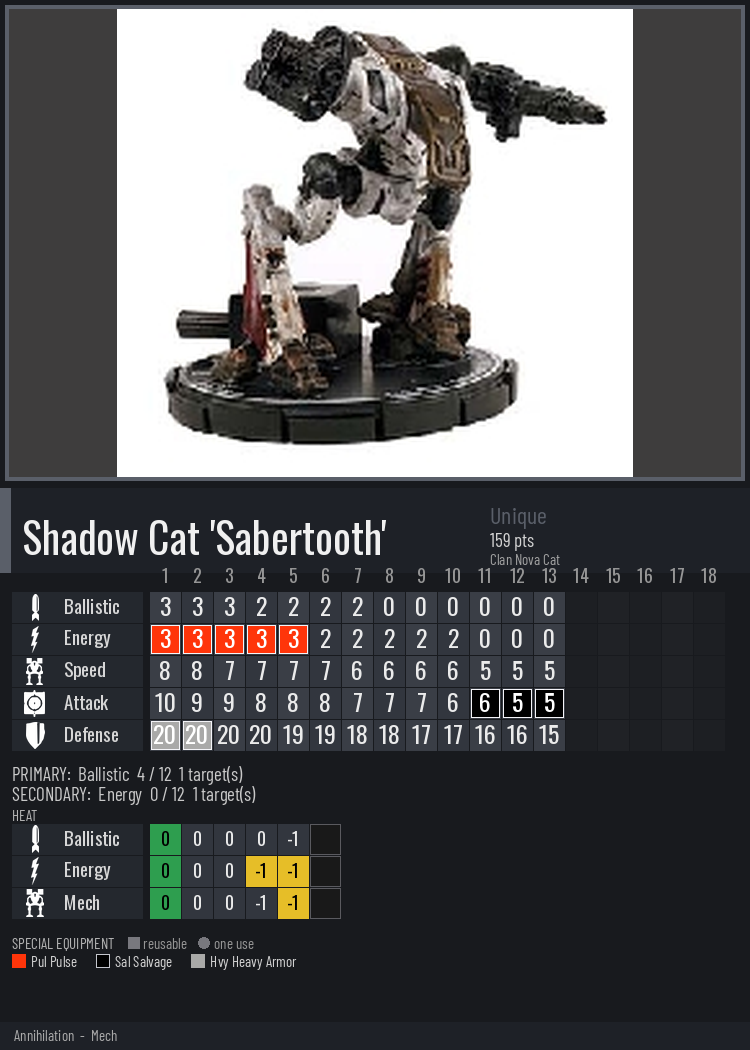 Shadow Cat 'Sabertooth'
Unique
159 pts
Clan Nova Cat
1 2 3 4 5 6 7 8 9 10 11 12 13 14 15 16 17 18
Ballistic 3 3 3 2 2 2 2 0 0 0 0 0 0
Energy 3 3 3 3 3 2 2 2 2 2 0 0 0
Speed 8 8 7 7 7 7 6 6 6 6 5 5 5
Attack 10 9 9 8 8 8 7 7 7 6 6 5 5
Defense 20 20 20 20 19 19 18 18 17 17 16 16 15
PRIMARY: Ballistic 4 / 12 1 target(s)
SECONDARY: Energy 0 / 12 1 target(s)
HEAT
Ballistic 0 0 0 0 -1
Energy 0 0 0 -1 -1
Mech 0 0 0 -1 -1
SPECIAL EQUIPMENT reusable one use
Pul Pulse Sal Salvage Hvy Heavy Armor
Annihilation - Mech